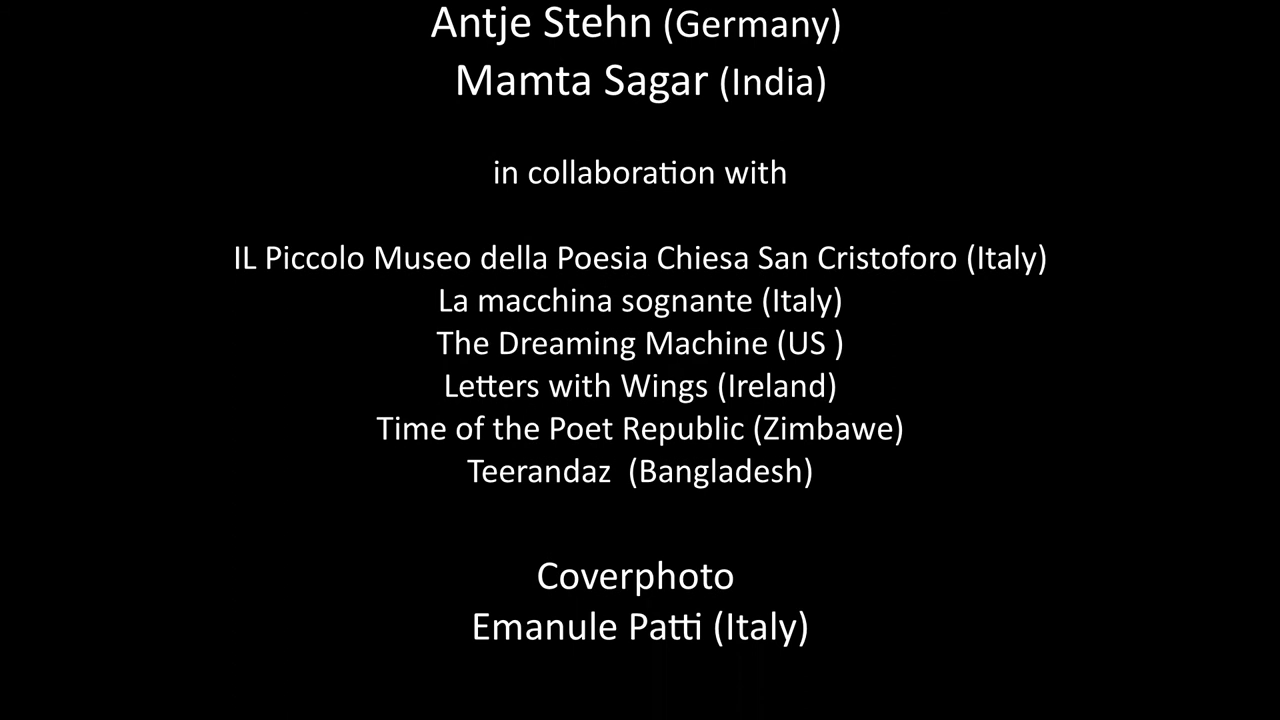 Antje Stehn (Germany)
Mamta Sagar (India)
in collaboration with
IL Piccolo Museo della Poesia Chiesa San Cristoforo (Italy)
La macchina sognante (Italy)
The Dreaming Machine (US )
Letters with Wings (Ireland)
Time of the Poet Republic (Zimbawe)
Teerandaz  (Bangladesh)
Coverphoto
Emanule Patti (Italy)